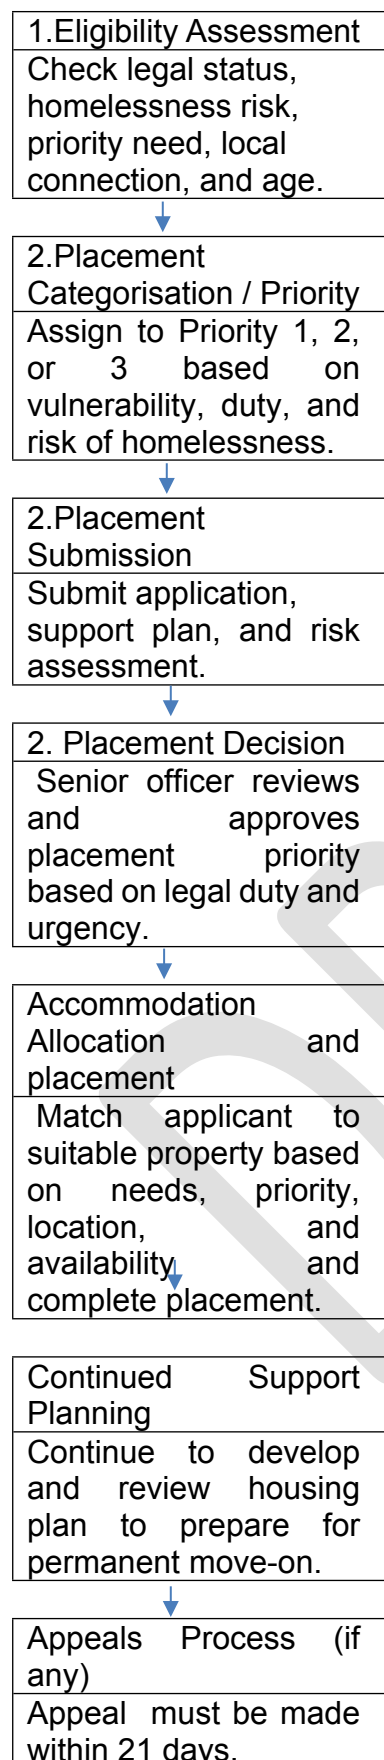 1.Eligibility Assessment
Check legal status,
homelessness risk,
priority need, local
connection, and age.
2.Placement
Categorisation / Priority
Assign to Priority 1, 2,
or 3 based on
vulnerability, duty, and
risk of homelessness.
2.Placement
Submission
Submit application,
support plan, and risk
assessment.
2. Placement Decision
Senior officer reviews
and approves
placement priority
based on legal duty and
urgency.
Accommodation
Allocation and
placement
Match applicant to
suitable property based
on needs, priority,
location, and
availability and
complete placement.
Continued Support
Planning
Continue to develop
and review housing
plan to prepare for
permanent move-on.
Appeals Process (if
any)
Appeal must be made
within 21 days.